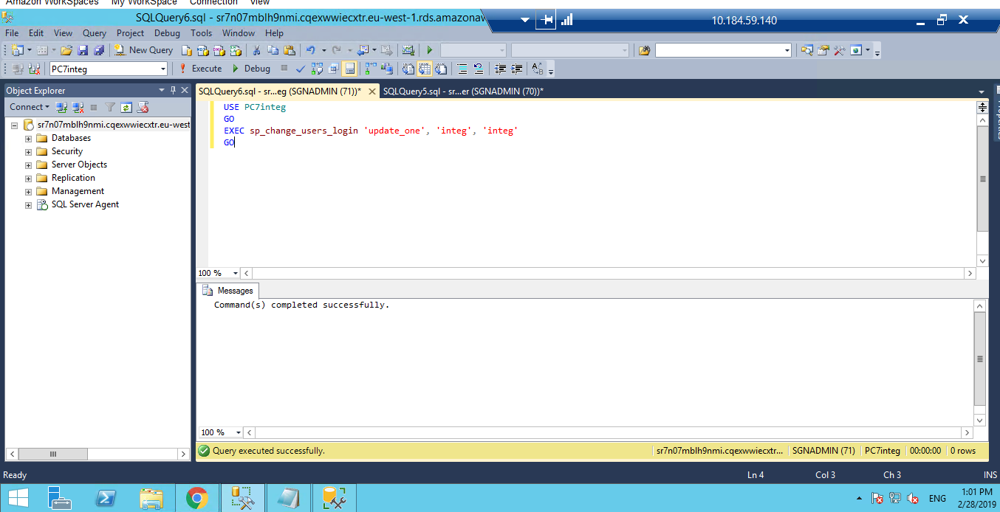 Amazon WorkSpaces My WorkSpace Connection View
SQLQuery6.sql - sr7n07mblh9nmi.cqexwwiecxtr.eu-west-1.rds.amazonaw
10.184.59.140
File Edit View Query Project Debug Tools Window Help
New Query
PC7integ
Execute Debug
Object Explorer
SQLQuery6.sql - sr...eg (SGNADMIN (71))* SQLQuery5.sql - sr...er (SGNADMIN (70))*
Connect
sr7n07mblh9nmi.cqexwwiecxtr.eu-west
Databases
Security
Server Objects
Replication
Management
SQL Server Agent
USE PC7integ
GO
EXEC sp_change_users_login 'update_one', 'integ', 'integ'
GO
Properties
100 %
Messages
Command(s) completed successfully.
100 %
Query executed successfully.
sr7n07mblh9nmi.cqexwwiecxtr... SGNADMIN (71) PC7integ 00:00:00 0 rows
Ready
Ln 4 Col 3 Ch 3 INS
ENG
1:01 PM
2/28/2019